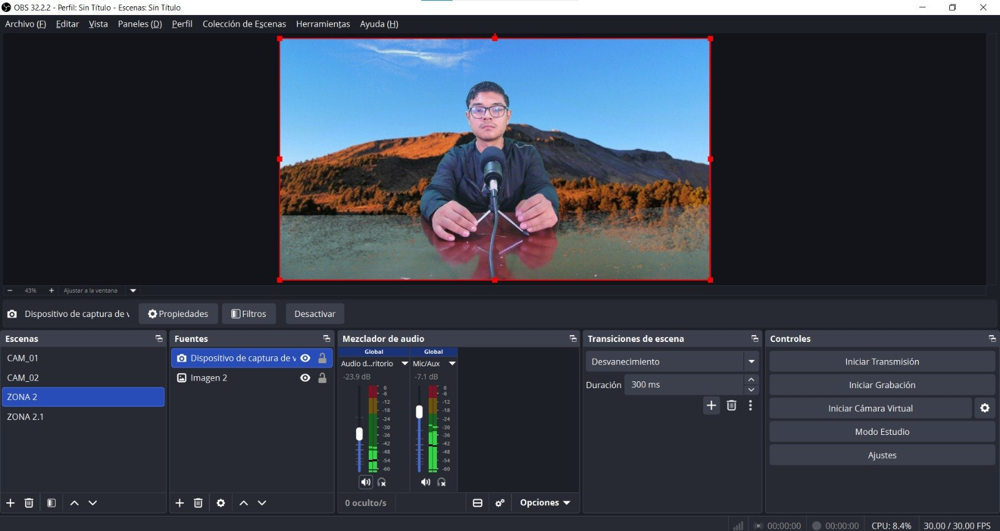 OBS 32.2.2 - Perfil: Sin Título - Escenas: Sin Título
Archivo (F) Editar Vista Paneles (D) Perfil Colección de Escenas Herramientas Ayuda (H)
43% Ajustar a la ventana
Dispositivo de captura de v Propiedades Filtros Desactivar
Escenas
CAM_01
CAM_02
ZONA 2
ZONA 2.1
Fuentes
Dispositivo de captura de v
Imagen 2
Mezclador de audio
Global Global
Audio d...ritorio Mic/Aux
-23.9 dB -7.1 dB
0 0
-6 -6
-12 -12
-18 -18
-24 -24
-30 -30
-36 -36
-42 -42
-48 -48
-54 -54
-60 -60
0 oculto/s Opciones
Transiciones de escena
Desvanecimiento
Duración 300 ms
Controles
Iniciar Transmisión
Iniciar Grabación
Iniciar Cámara Virtual
Modo Estudio
Ajustes
00:00:00 00:00:00 CPU: 8.4% 30.00 / 30.00 FPS